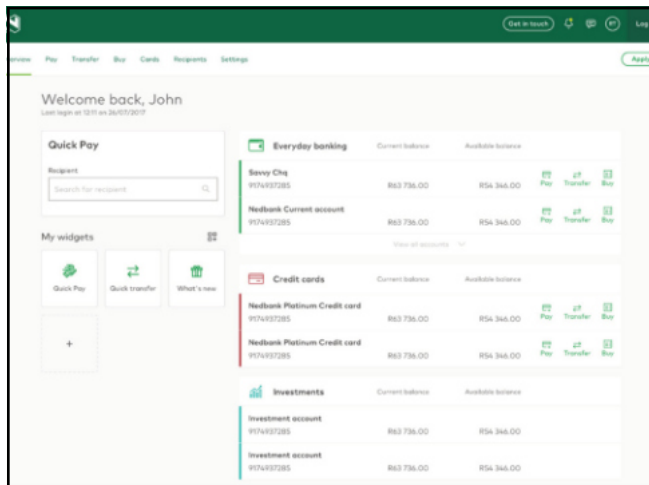 Get in touch
Log
Pay Transfer Buy Cards Recipients Settings
Apply
Welcome back, John
Last login at 12:11 on 26/07/2017
Quick Pay
Recipient
Search for recipient
My widgets
Quick Pay
Quick transfer
What's new
+
Everyday banking Current balance Available balance
Savvy Chq
9174937285 R63 736.00 R54 346.00 Pay Transfer Buy
Nedbank Current account
9174937285 R63 736.00 R54 346.00 Pay Transfer Buy
View all accounts
Credit cards Current balance Available balance
Nedbank Platinum Credit card
9174937285 R63 736.00 R54 346.00 Pay Transfer Buy
Nedbank Platinum Credit card
9174937285 R63 736.00 R54 346.00 Pay Transfer Buy
Investments Current balance Available balance
Investment account
9174937285 R63 736.00 R54 346.00
Investment account
9174937285 R63 736.00 R54 346.00